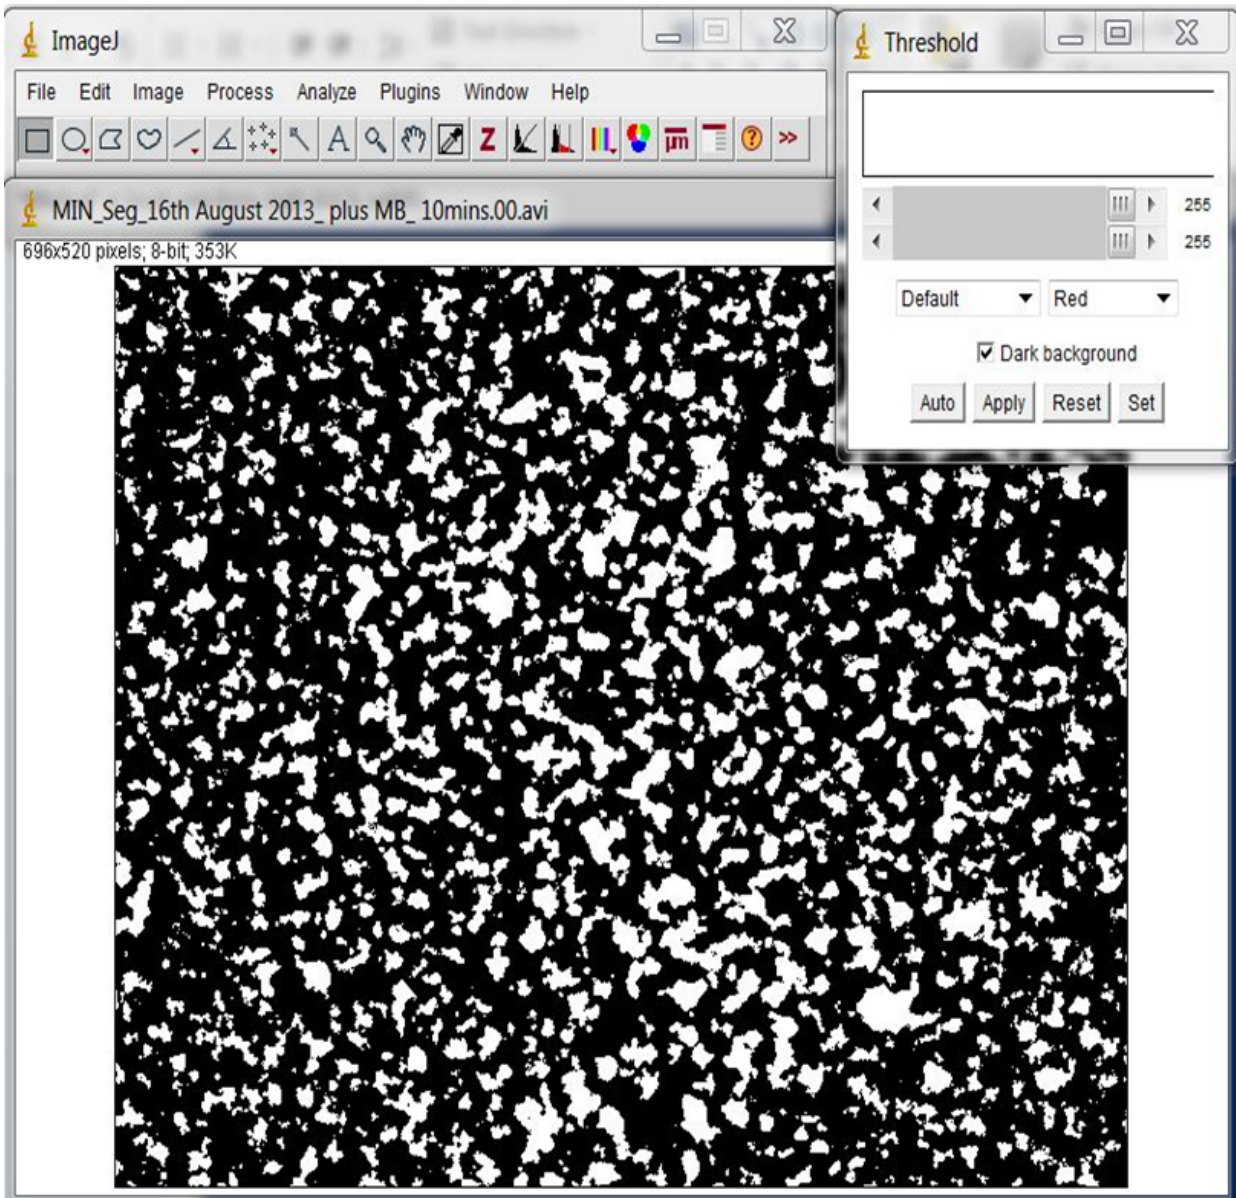 ImageJ
File Edit Image Process Analyze Plugins Window Help
A Z μm ? >>
MIN_Seg_16th August 2013_ plus MB_ 10mins.00.avi
696x520 pixels; 8-bit; 353K
Threshold
255
255
Default Red
Dark background
Auto Apply Reset Set